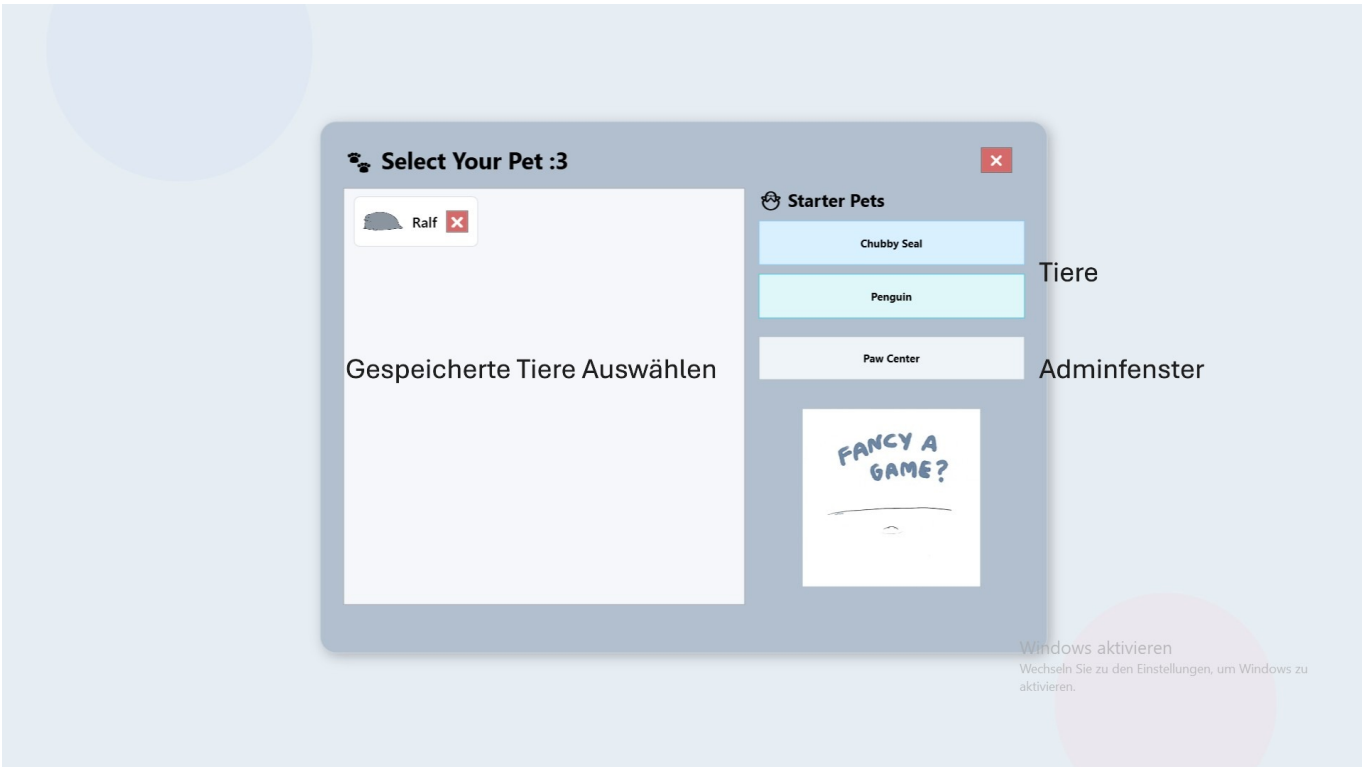 Select Your Pet :3
Ralf
Starter Pets
Chubby Seal
Tiere
Penguin
Paw Center
Gespeicherte Tiere Auswählen
Adminfenster
FANCY A
GAME?
Windows aktivieren
Wechseln Sie zu den Einstellungen, um Windows zu
aktivieren.